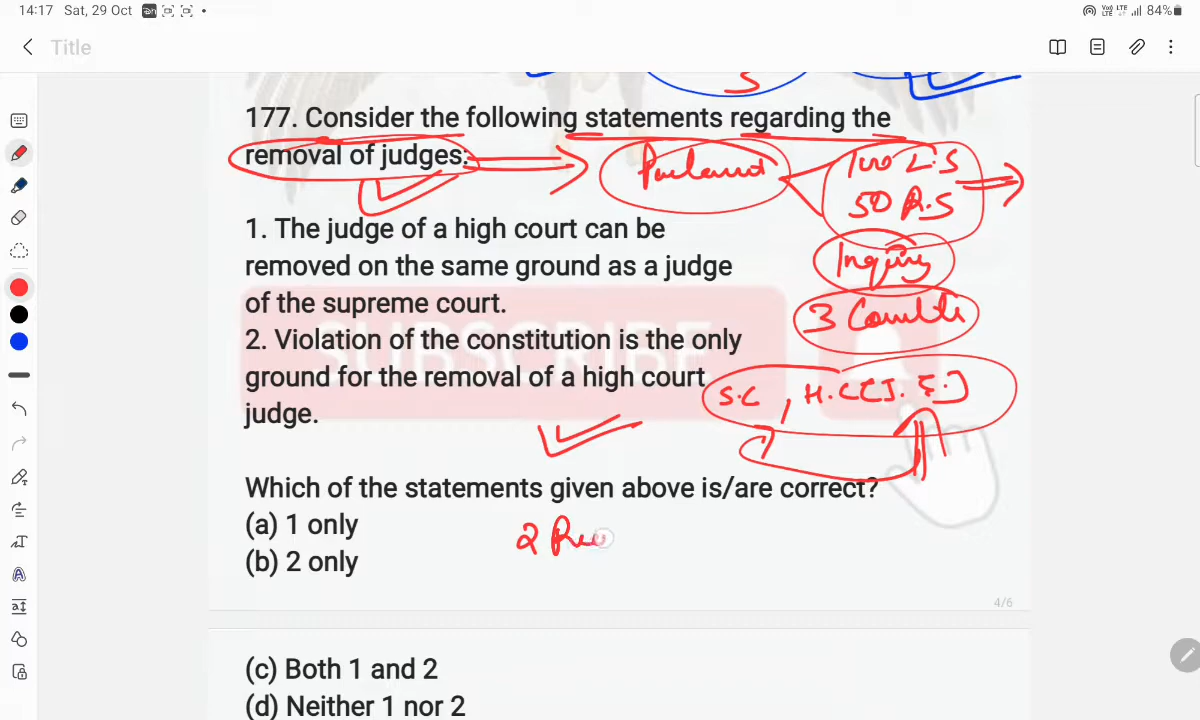 14:17 Sat, 29 Oct
84%
Title
177. Consider the following statements regarding the
removal of judges:
Parlament
100 L.S
50 R.S
1. The judge of a high court can be
removed on the same ground as a judge
of the supreme court.
Inquiry
3 
SUBSCRIBE
2. Violation of the constitution is the only
ground for the removal of a high court
judge.
S.C , H.C
Which of the statements given above is/are correct?
(a) 1 only
2
(b) 2 only
4/6
(c) Both 1 and 2
(d) Neither 1 nor 2